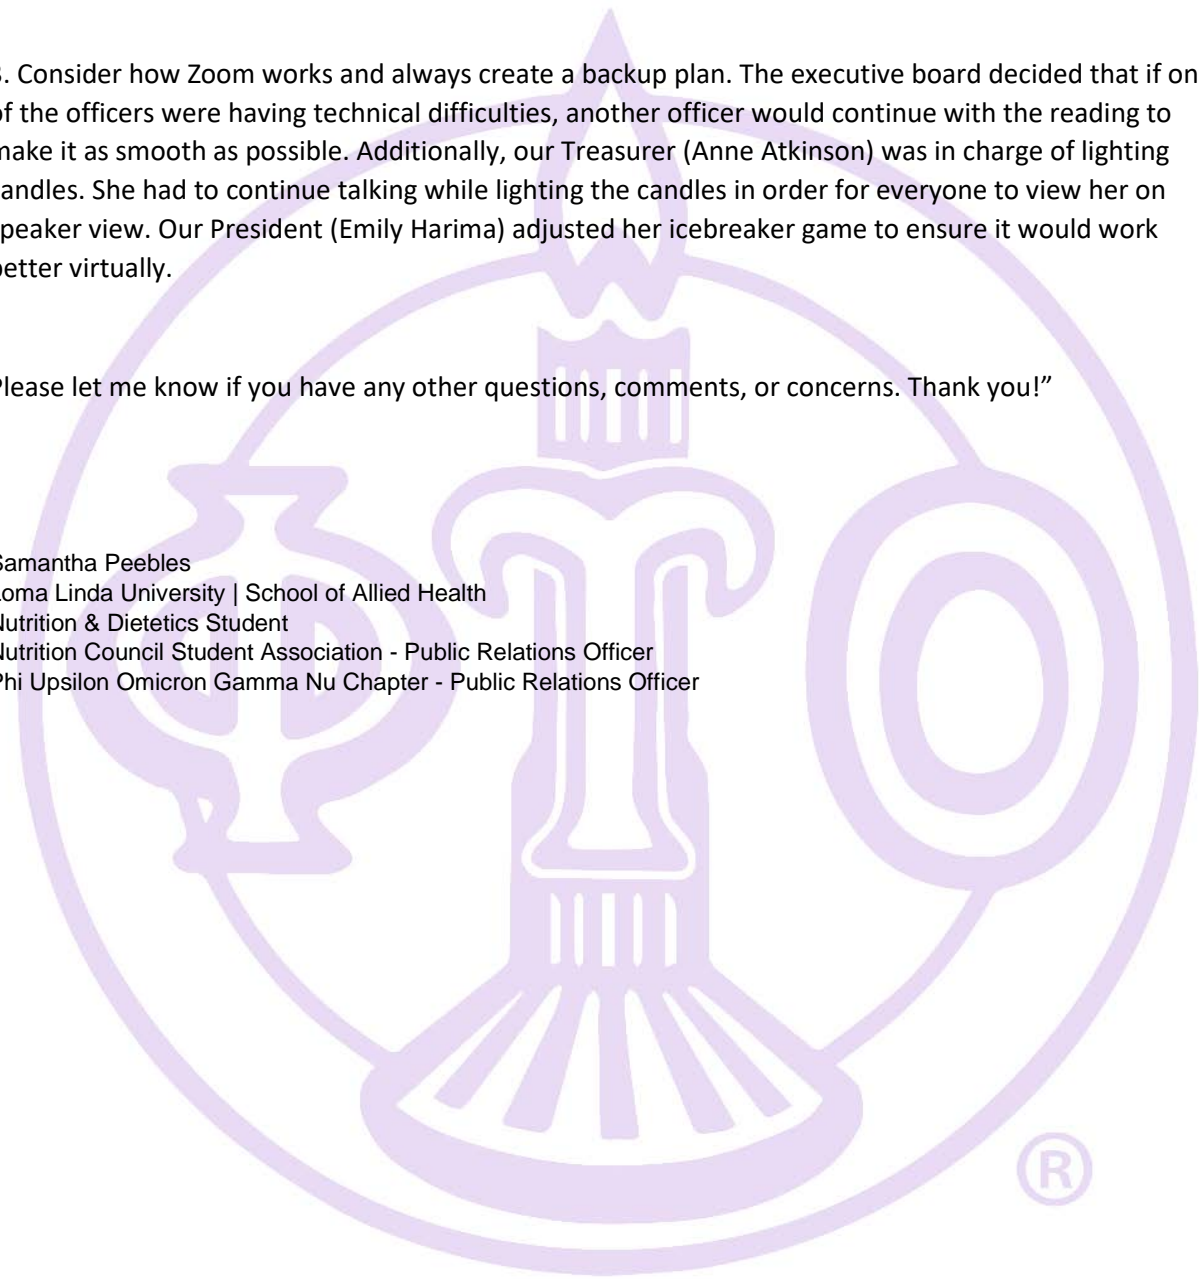 3. Consider how Zoom works and always create a backup plan. The executive board decided that if on
of the officers were having technical difficulties, another officer would continue with the reading to
make it as smooth as possible. Additionally, our Treasurer (Anne Atkinson) was in charge of lighting
candles. She had to continue talking while lighting the candles in order for everyone to view her on
speaker view. Our President (Emily Harima) adjusted her icebreaker game to ensure it would work
better virtually.
Please let me know if you have any other questions, comments, or concerns. Thank you!”
Samantha Peebles
Loma Linda University | School of Allied Health
Nutrition & Dietetics Student
Nutrition Council Student Association - Public Relations Officer
Phi Upsilon Omicron Gamma Nu Chapter - Public Relations Officer
ΦΥΟ
®